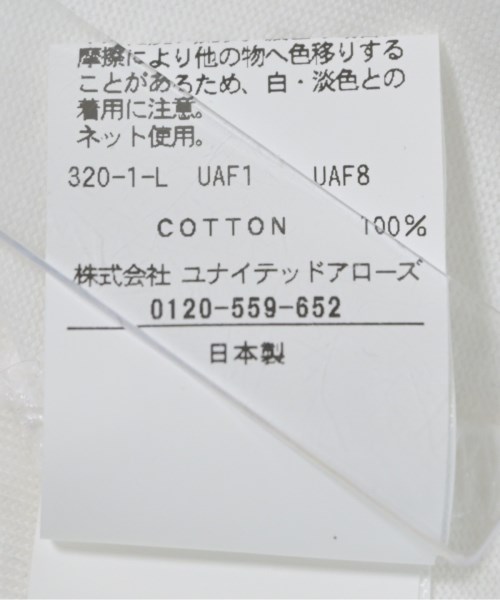 摩擦により他の物へ色移りする
ことがあるため、白・淡色との
着用に注意。
ネット使用。
320-1-L UAF1 UAF8
COTTON 100%
株式会社 ユナイテッドアローズ
0120-559-652
日本製